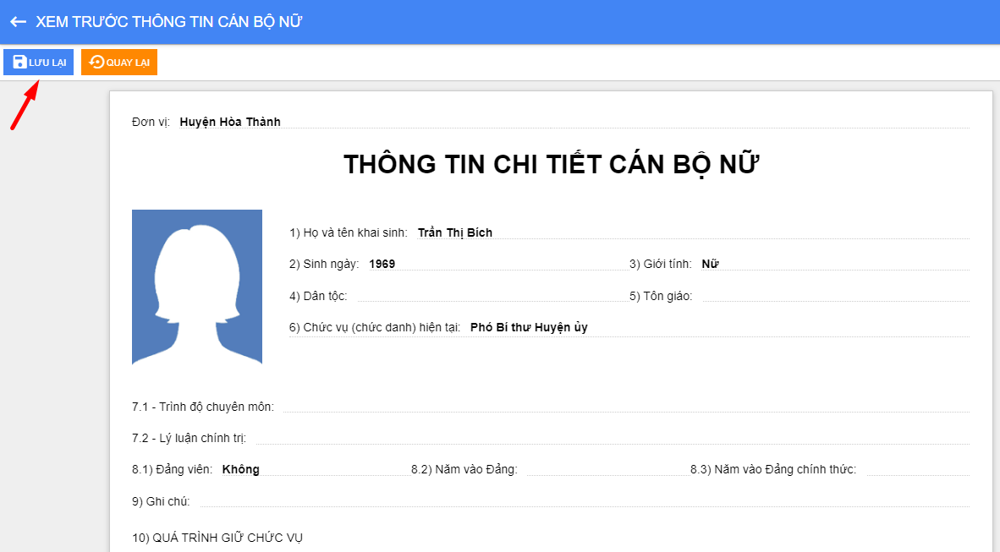 XEM TRƯỚC THÔNG TIN CÁN BỘ NỮ
LƯU LẠI QUAY LẠI
Đơn vị: Huyện Hòa Thành
THÔNG TIN CHI TIẾT CÁN BỘ NỮ
1) Họ và tên khai sinh: Trần Thị Bích
2) Sinh ngày: 1969 3) Giới tính: Nữ
4) Dân tộc: 5) Tôn giáo:
6) Chức vụ (chức danh) hiện tại: Phó Bí thư Huyện ủy
7.1 - Trình độ chuyên môn:
7.2 - Lý luận chính trị:
8.1) Đảng viên: Không 8.2) Năm vào Đảng: 8.3) Năm vào Đảng chính thức:
9) Ghi chú:
10) QUÁ TRÌNH GIỮ CHỨC VỤ